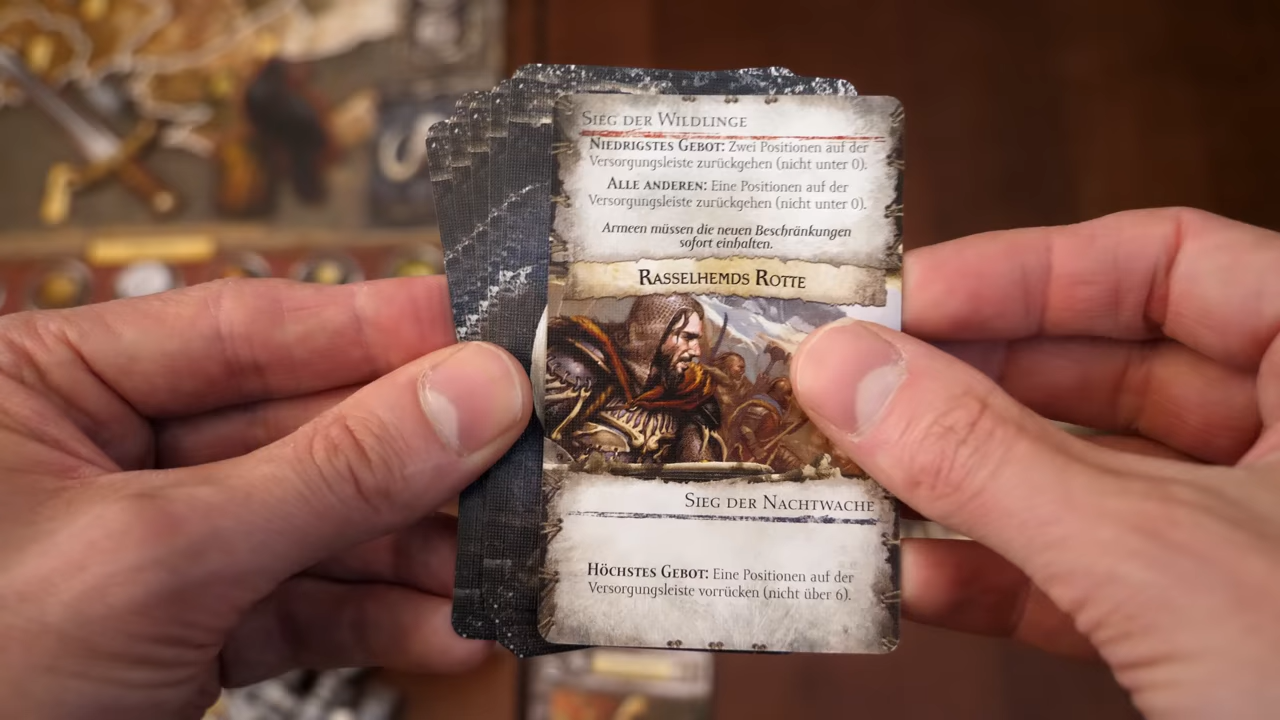 Sieg der Wildlinge
Niedrigstes Gebot: Zwei Positionen auf der
Versorgungsleiste zurückgehen (nicht unter 0).
Alle anderen: Eine Positionen auf der
Versorgungsleiste zurückgehen (nicht unter 0).
Armeen müssen die neuen Beschränkungen
sofort einhalten.
Rasselhemds Rotte
Sieg der Nachtwache
Höchstes Gebot: Eine Positionen auf der
Versorgungsleiste vorrücken (nicht über 6).